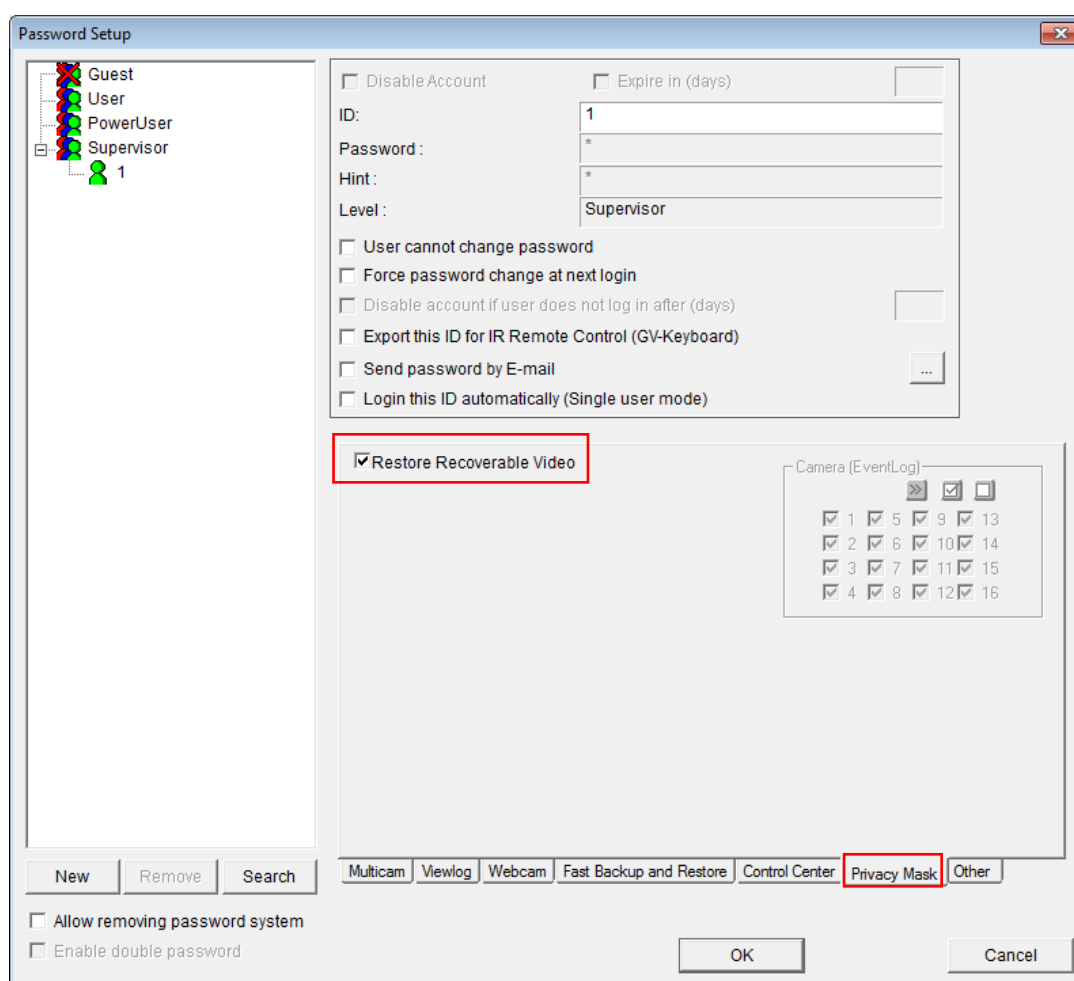 Password Setup
Guest
User
PowerUser
Supervisor
1
Disable Account
Expire in (days)
ID:
1
Password :
*
Hint :
*
Level :
Supervisor
User cannot change password
Force password change at next login
Disable account if user does not log in after (days)
Export this ID for IR Remote Control (GV-Keyboard)
Send password by E-mail
...
Login this ID automatically (Single user mode)
Restore Recoverable Video
Camera (EventLog)
>>
1 5 9 13
2 6 10 14
3 7 11 15
4 8 12 16
Multicam Viewlog Webcam Fast Backup and Restore Control Center Privacy Mask Other
New Remove Search
Allow removing password system
Enable double password
OK Cancel